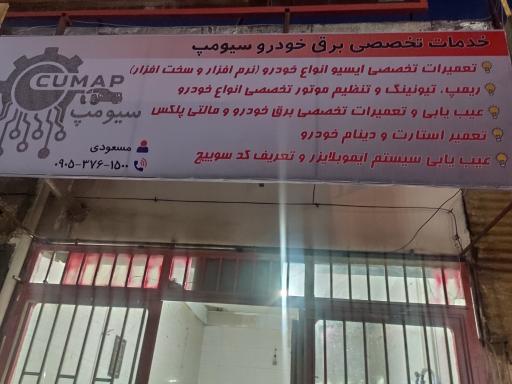 خدمات تخصصی برق خودرو سیومپ
تعمیرات تخصصی ایسیو انواع خودرو (نرم افزار و سخت افزار)
ریمپ، تیونینگ و تنظیم موتور تخصصی انواع خودرو
عیب یابی و تعمیرات تخصصی برق خودرو و مالتی پلکس
تعمیر استارت و دینام خودرو
عیب یابی سیستم ایموبلایزر و تعریف کد سوییچ
CUMAP
سیومپ
مسعودی
۰۹۰۵-۳۷۶-۱۵۰۰